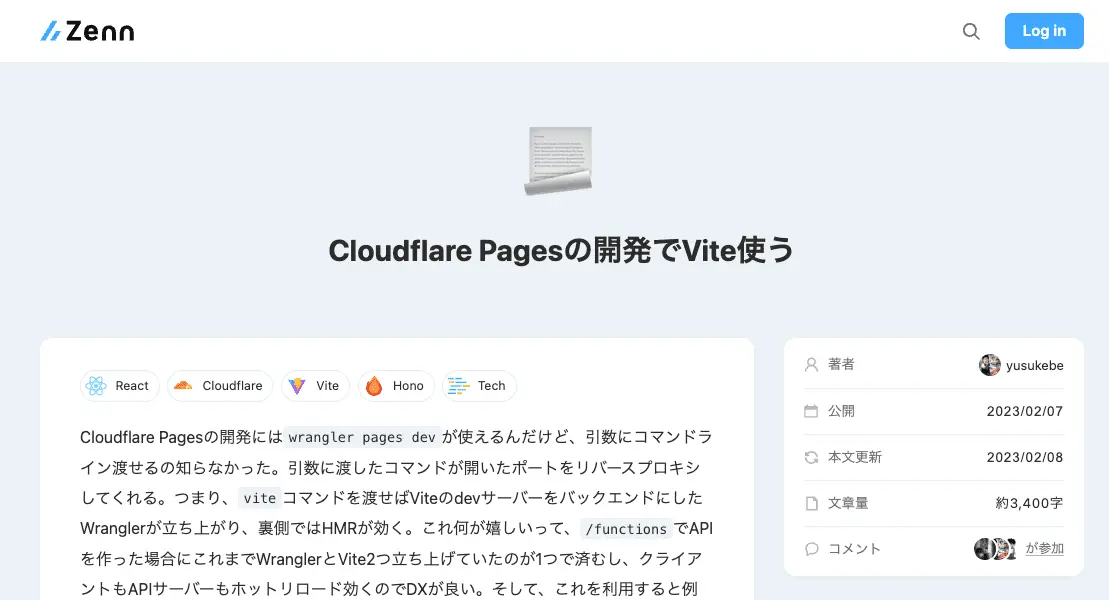 Zenn
Log in
Cloudflare Pagesの開発でVite使う
React
Cloudflare
Vite
Hono
Tech
Cloudflare Pagesの開発には wrangler pages dev が使えるんだけど、引数にコマンドラ
イン渡せるの知らなかった。引数に渡したコマンドが開いたポートをリバースプロキシ
してくれる。つまり、 vite コマンドを渡せばViteのdevサーバーをバックエンドにした
Wranglerが立ち上がり、裏側ではHMRが効く。これ何が嬉しいって、 /functions でAPI
を作った場合にこれまでWranglerとVite2つ立ち上げていたのが1つで済むし、クライア
ントもAPIサーバーもホットリロード効くのでDXが良い。そして、これを利用すると例
著者
yusukebe
公開
2023/02/07
本文更新
2023/02/08
文章量
約3,400字
コメント
が参加